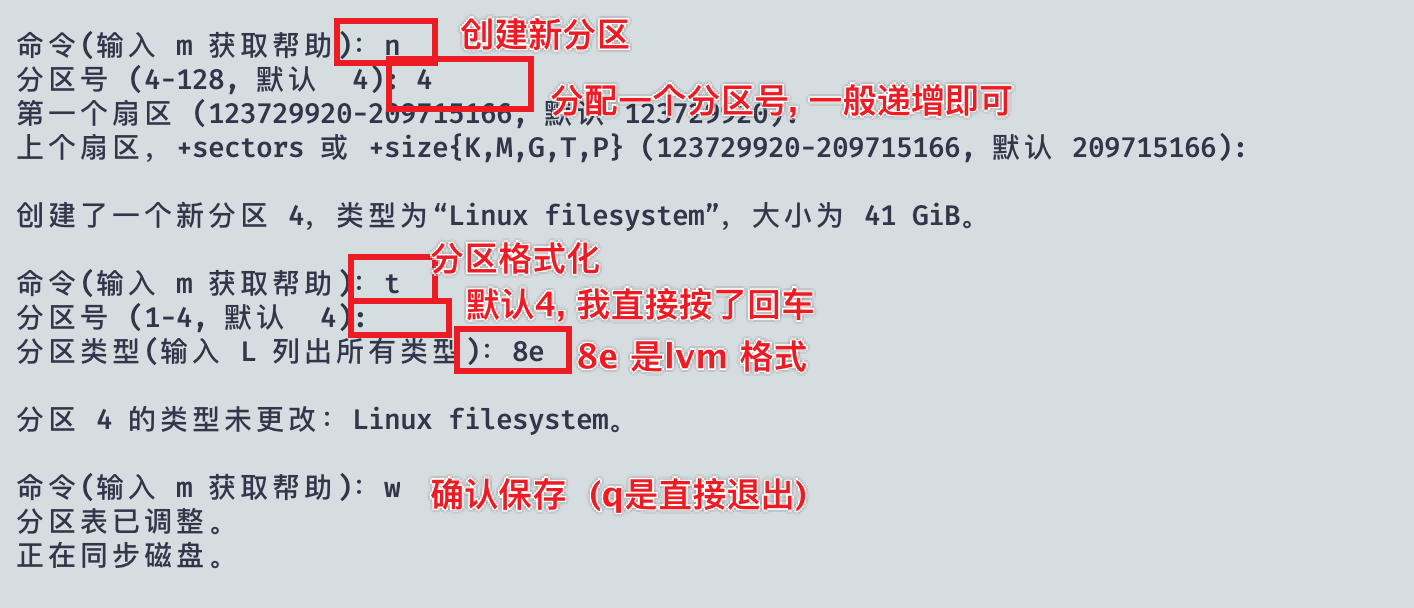 命令(输入 m 获取帮助)： n
创建新分区
分区号 (4-128, 默认  4): 4
分配一个分区号, 一般递增即可
第一个扇区 (123729920-209715166, 默认 123729920):
上个扇区，+sectors 或 +size{K,M,G,T,P} (123729920-209715166, 默认 209715166):
创建了一个新分区 4，类型为“Linux filesystem”，大小为 41 GiB。
分区格式化
命令(输入 m 获取帮助)： t
默认4, 我直接按了回车
分区号 (1-4, 默认  4):
分区类型(输入 L 列出所有类型)： 8e
8e 是lvm 格式
分区 4 的类型未更改：Linux filesystem。
命令(输入 m 获取帮助)： w
确认保存（q是直接退出）
分区表已调整。
正在同步磁盘。